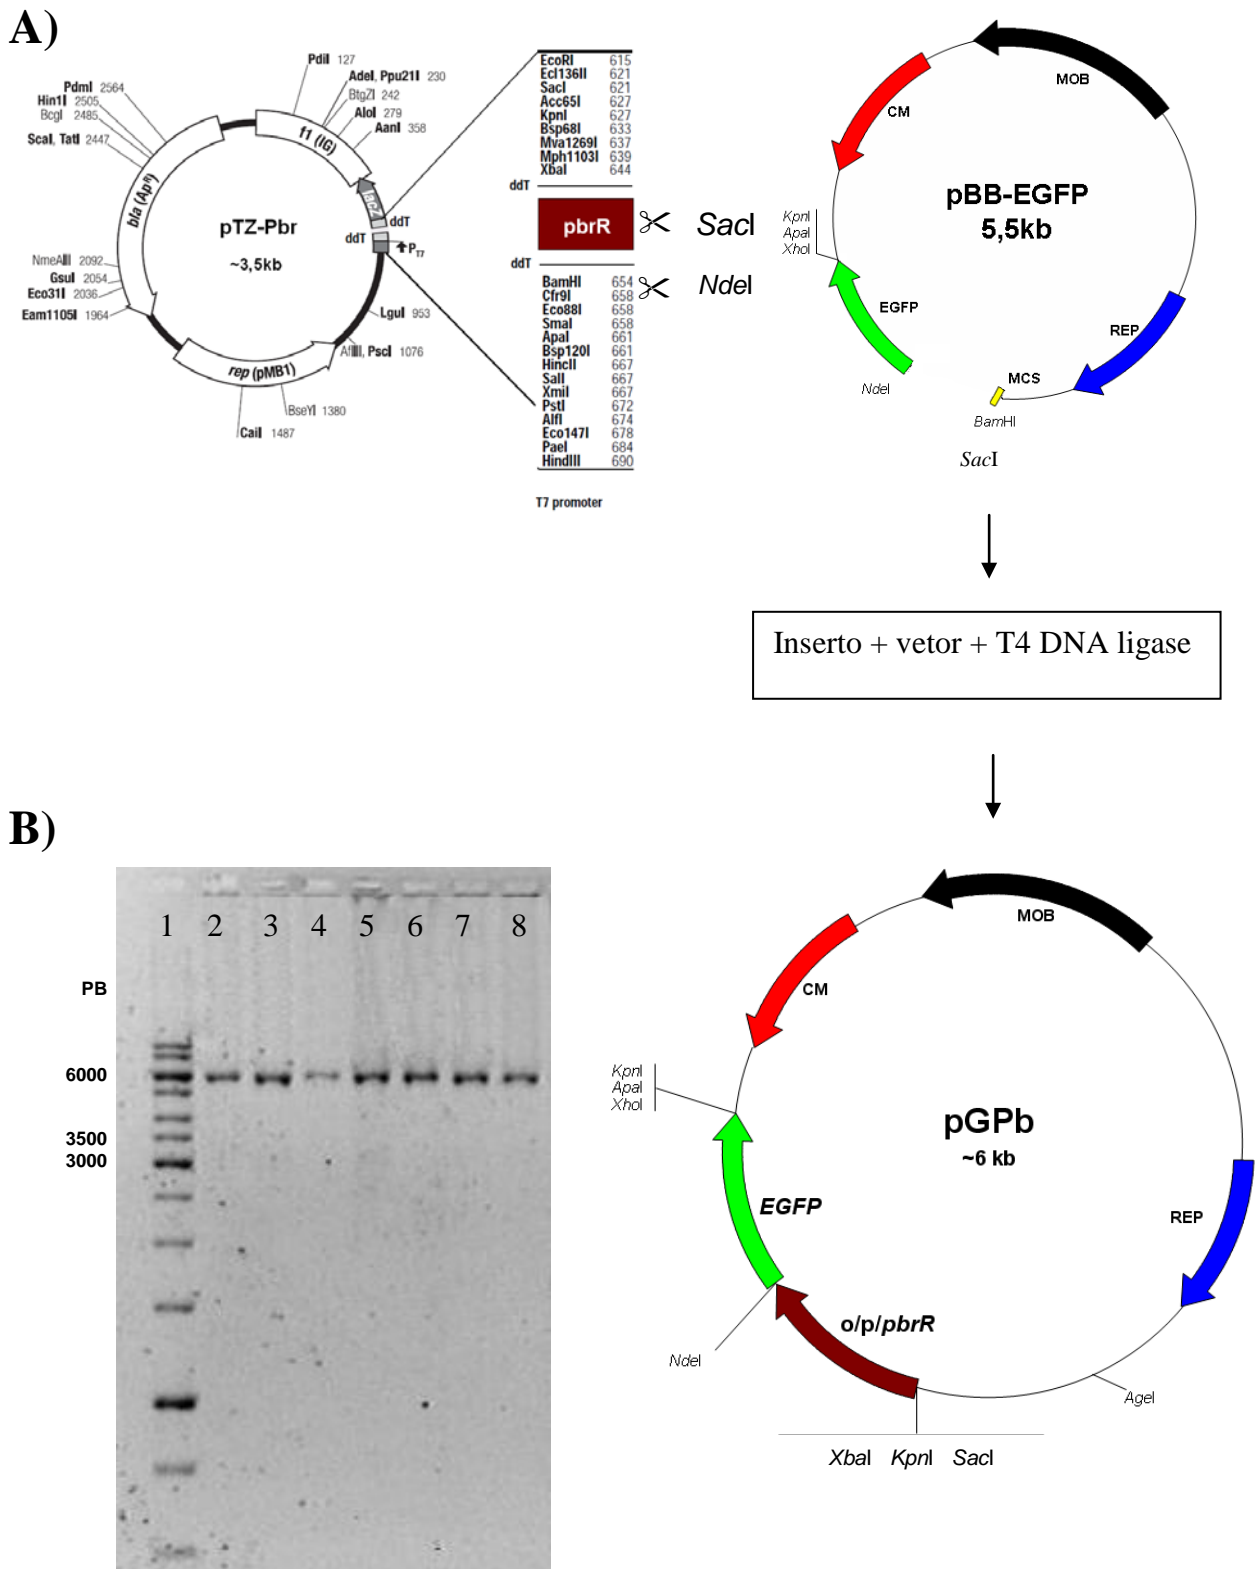 A)
PdiI 127
AdeI, Ppu21I 230
BtgZI 242
AloI 279
AanI 358
PdmI 2564
Hin1I 2505
BcgI 2485
ScaI, TatI 2447
bla (ApR)
f1 (IG)
lacZ
ddT
ddT
PT7
pTZ-Pbr
~3,5kb
NmeAIII 2092
GsuI 2054
Eco31I 2036
Eam1105I 1964
LguI 953
AflIII, PscI 1076
rep (pMB1)
BseYI 1380
CaiI 1487
EcoRI 615
Ecl136II 621
SacI 621
Acc65I 627
KpnI 627
Bsp68I 633
Mva1269I 637
Mph1103I 639
XbaI 644
ddT
pbrR
SacI
ddT
NdeI
BamHI 654
Cfr9I 658
Eco88I 658
SmaI 658
ApaI 661
Bsp120I 661
HincII 667
SalI 667
XmiI 667
PstI 672
AlfI 674
Eco147I 678
PaeI 684
HindIII 690
T7 promoter
MOB
CM
pBB-EGFP
5,5kb
KpnI
ApaI
XhoI
EGFP
REP
NdeI
MCS
BamHI
SacI
Inserto + vetor + T4 DNA ligase
B)
1 2 3 4 5 6 7 8
PB
6000
3500
3000
MOB
CM
KpnI
ApaI
XhoI
pGPb
~6 kb
EGFP
REP
o/p/pbrR
NdeI
AgeI
XbaI KpnI SacI